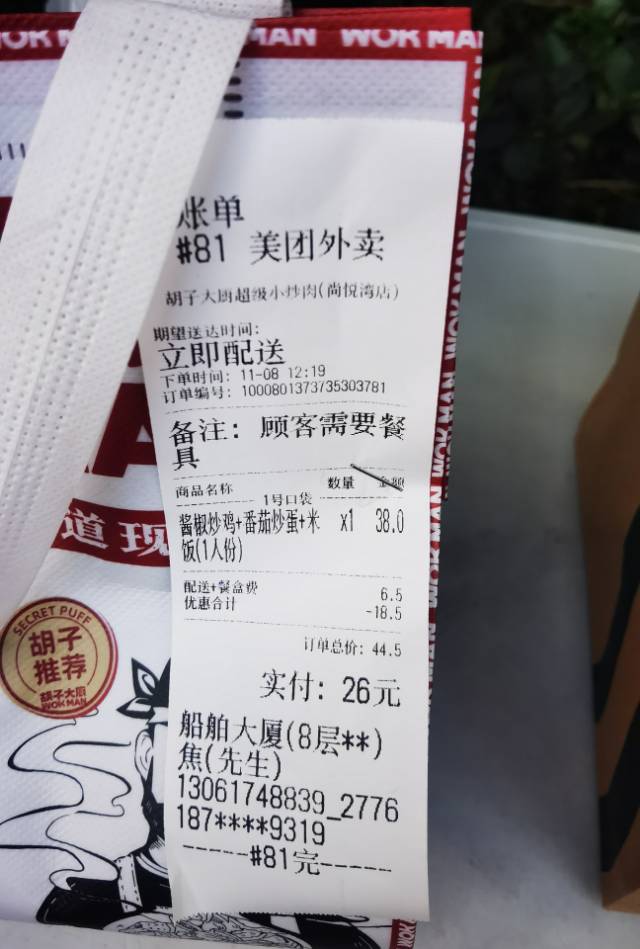 WOR MAN WOK MAN
账单
#81 美团外卖
胡子大厨超级小炒肉(尚悦湾店)
期望送达时间:
立即配送
下单时间: 11-08 12:19
订单编号: 1000801373735303781
备注: 顾客需要餐
具
商品名称 数量 金额
1号口袋
酱椒炒鸡+番茄炒蛋+米 x1 38.0
饭(1人份)
配送+餐盒费 6.5
优惠合计 -18.5
订单总价: 44.5
实付: 26元
船舶大厦(8层**)
焦(先生)
13061748839_2776
187****9319
------#81完------
道现
SECRET PUFF
胡子
推荐
胡子大厨
WOK MAN